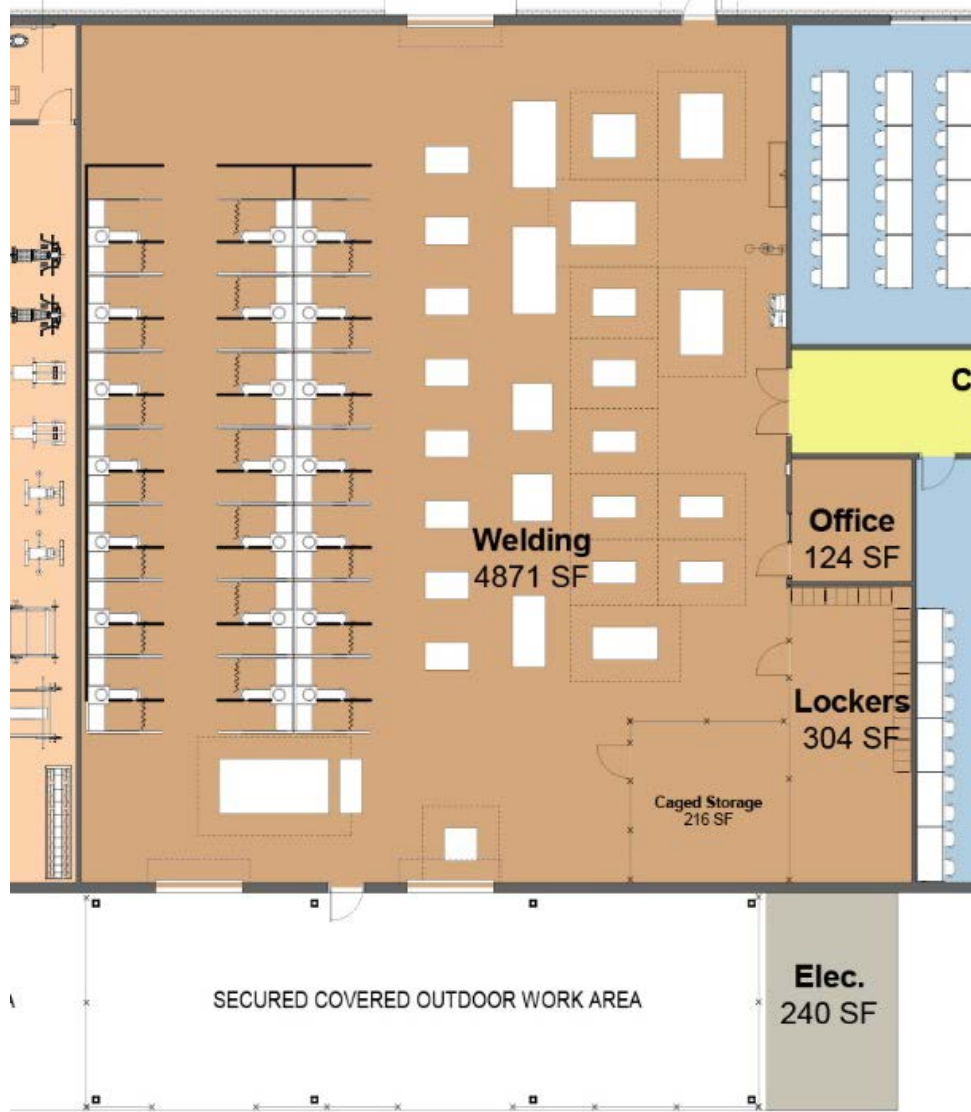 C
Office
124 SF
Welding
4871 SF
Lockers
304 SF
Caged Storage
216 SF
SECURED COVERED OUTDOOR WORK AREA
A
Elec.
240 SF